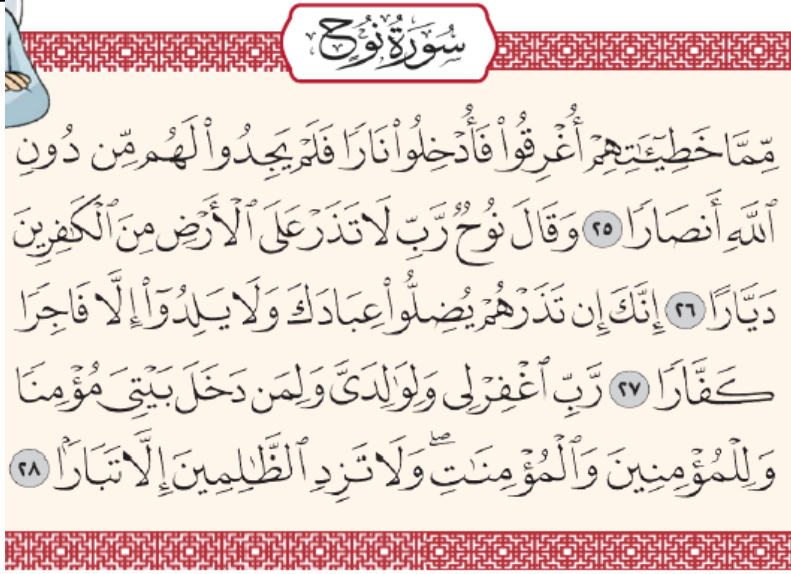 سُورَةُ نُوحٍ
مِّمَّا خَطِيٓـَٰٔتِهِمْ أُغْرِقُوا۟ فَأُدْخِلُوا۟ نَارًا فَلَمْ يَجِدُوا۟ لَهُم مِّن دُونِ
ٱللَّهِ أَنصَارًا ٢٥ وَقَالَ نُوحٌ رَّبِّ لَا تَذَرْ عَلَى ٱلْأَرْضِ مِنَ ٱلْكَٰفِرِينَ
دَيَّارًا ٢٦ إِنَّكَ إِن تَذَرْهُمْ يُضِلُّوا۟ عِبَادَكَ وَلَا يَلِدُوٓا۟ إِلَّا فَاجِرًا
كَفَّارًا ٢٧ رَّبِّ ٱغْفِرْ لِى وَلِوَٰلِدَىَّ وَلِمَن دَخَلَ بَيْتِىَ مُؤْمِنًا
وَلِلْمُؤْمِنِينَ وَٱلْمُؤْمِنَٰتِۖ وَلَا تَزِدِ ٱلظَّٰلِمِينَ إِلَّا تَبَارًۢا ٢٨